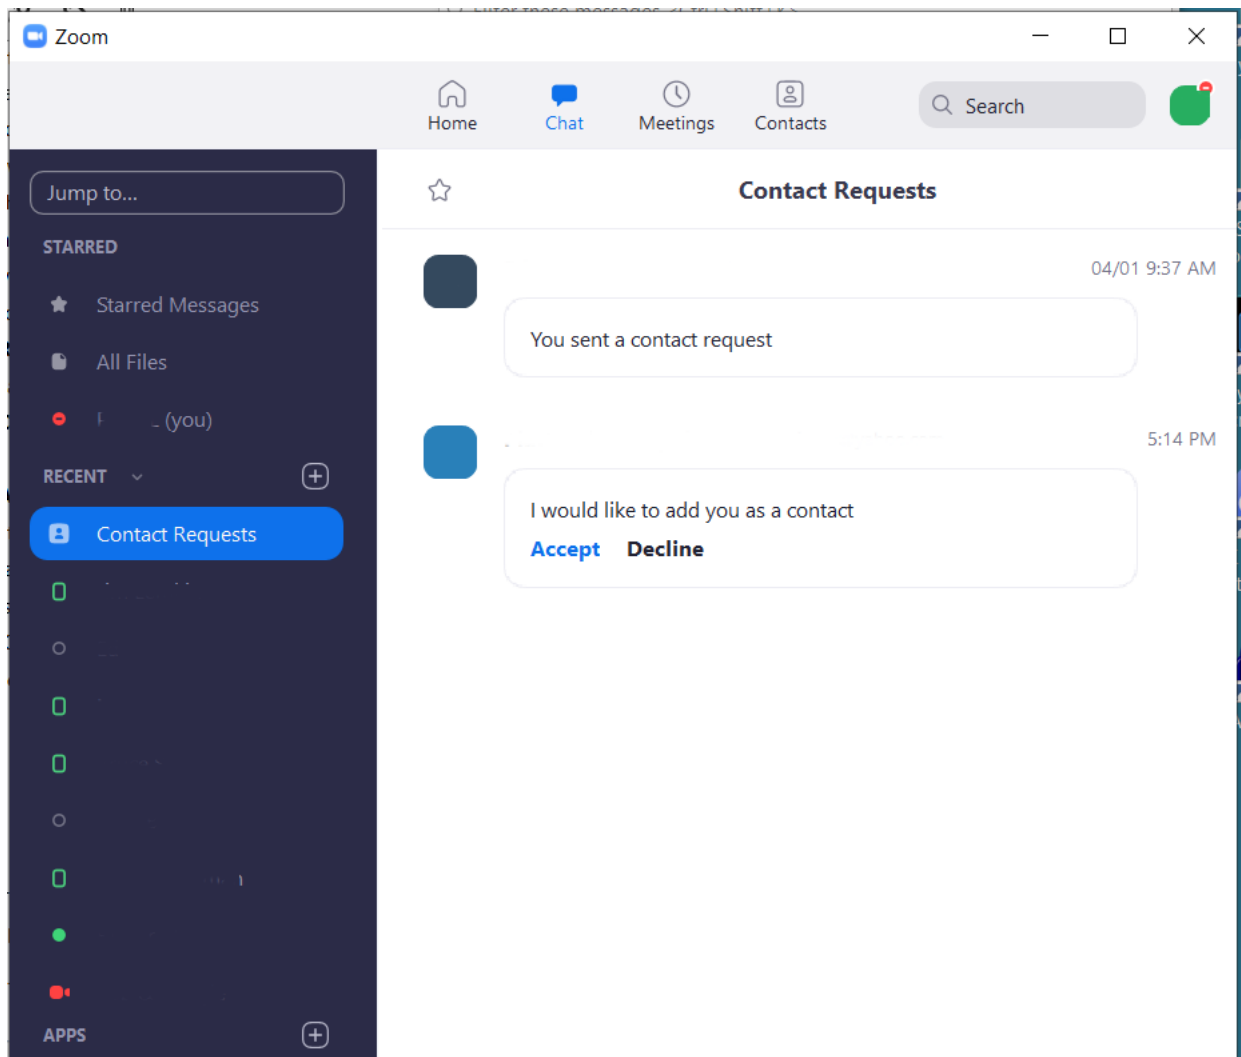 Zoom
Home
Chat
Meetings
Contacts
Search
Jump to...
Contact Requests
STARRED
04/01 9:37 AM
Starred Messages
You sent a contact request
All Files
(you)
5:14 PM
RECENT
I would like to add you as a contact
Contact Requests
Accept Decline
APPS